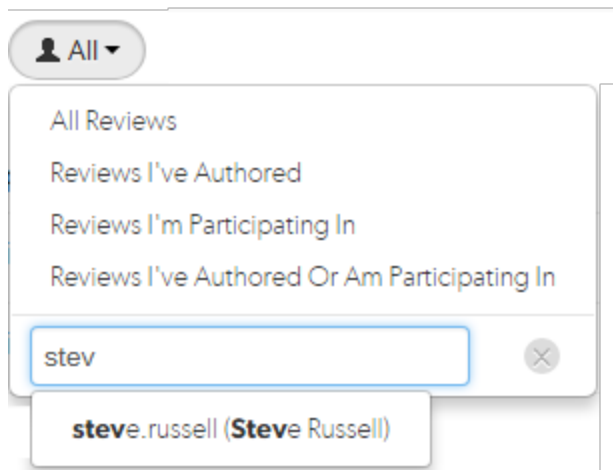 All
All Reviews
Reviews I've Authored
Reviews I'm Participating In
Reviews I've Authored Or Am Participating In
stev
steve.russell (Steve Russell)